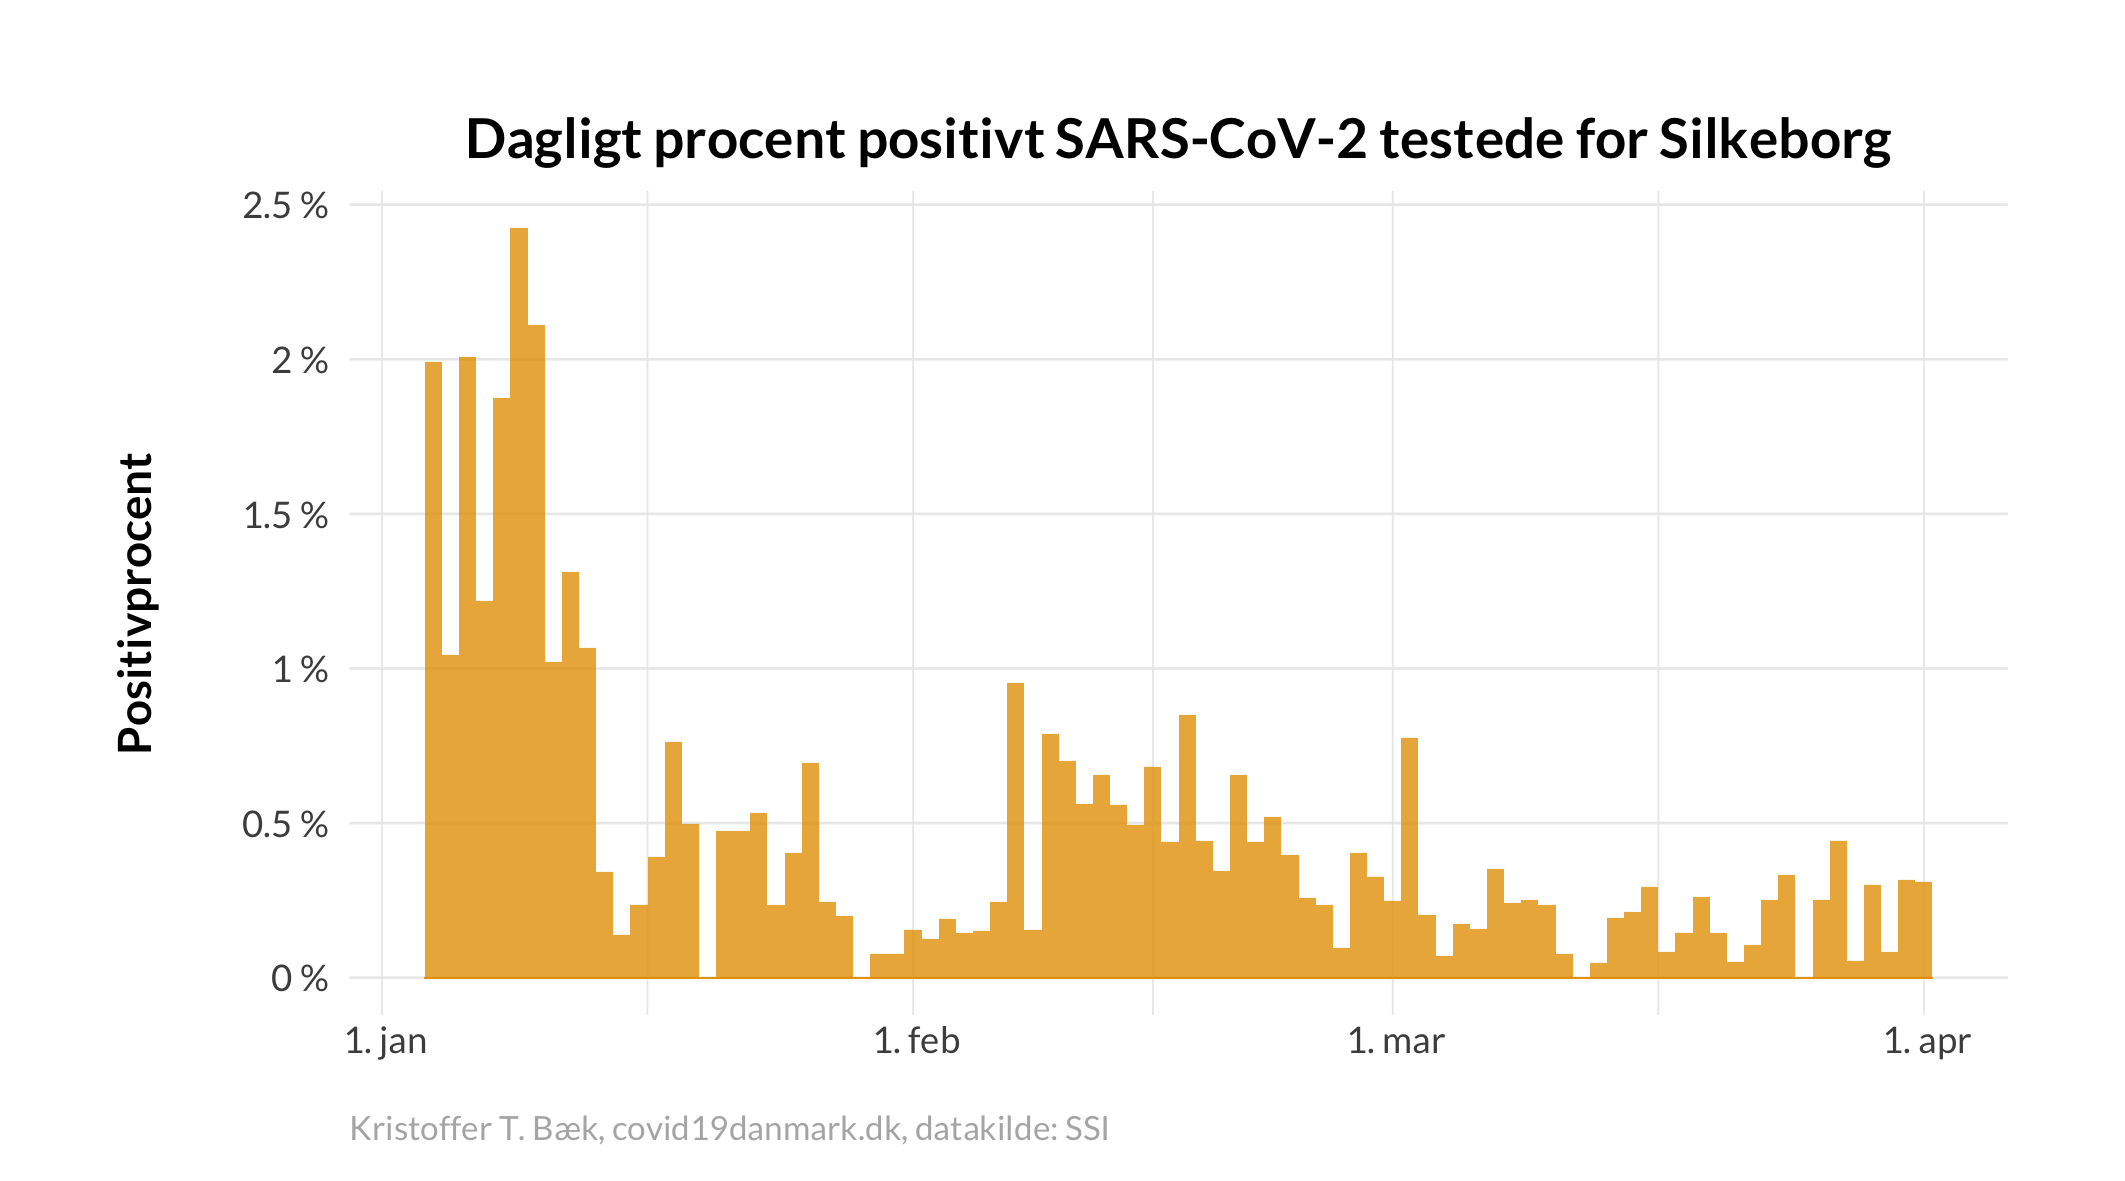 Dagligt procent positivt SARS-CoV-2 testede for Silkeborg
Positivprocent
2.5 %
2 %
1.5 %
1 %
0.5 %
0 %
1. jan
1. feb
1. mar
1. apr
Kristoffer T. Bæk, covid19danmark.dk, datakilde: SSI